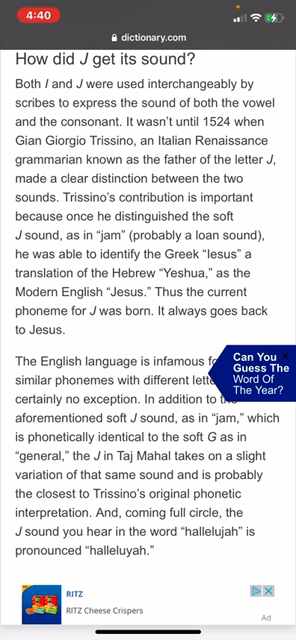 4:40
dictionary.com
How did J get its sound?
Both I and J were used interchangeably by
scribes to express the sound of both the vowel
and the consonant. It wasn’t until 1524 when
Gian Giorgio Trissino, an Italian Renaissance
grammarian known as the father of the letter J,
made a clear distinction between the two
sounds. Trissino’s contribution is important
because once he distinguished the soft
J sound, as in “jam” (probably a loan sound),
he was able to identify the Greek “Iesus” a
translation of the Hebrew “Yeshua,” as the
Modern English “Jesus.” Thus the current
phoneme for J was born. It always goes back
to Jesus.
Can You
Guess The
Word Of
The Year?
The English language is infamous
similar phonemes with different
certainly no exception. In addition to
aforementioned soft J sound, as in “jam,” which
is phonetically identical to the soft G as in
“general,” the J in Taj Mahal takes on a slight
variation of that same sound and is probably
the closest to Trissino’s original phonetic
interpretation. And, coming full circle, the
J sound you hear in the word “hallelujah” is
pronounced “halleluyah.”
RITZ
RITZ Cheese Crispers
Ad